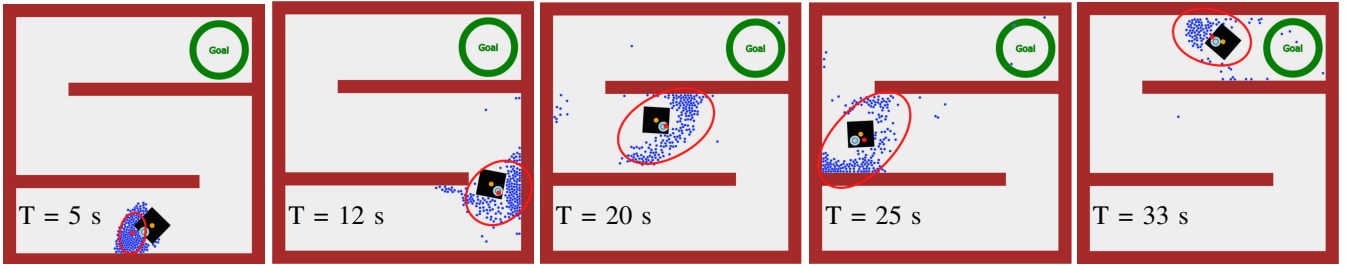 Goal
T = 5 s
Goal
T = 12 s
Goal
T = 20 s
Goal
T = 25 s
Goal
T = 33 s